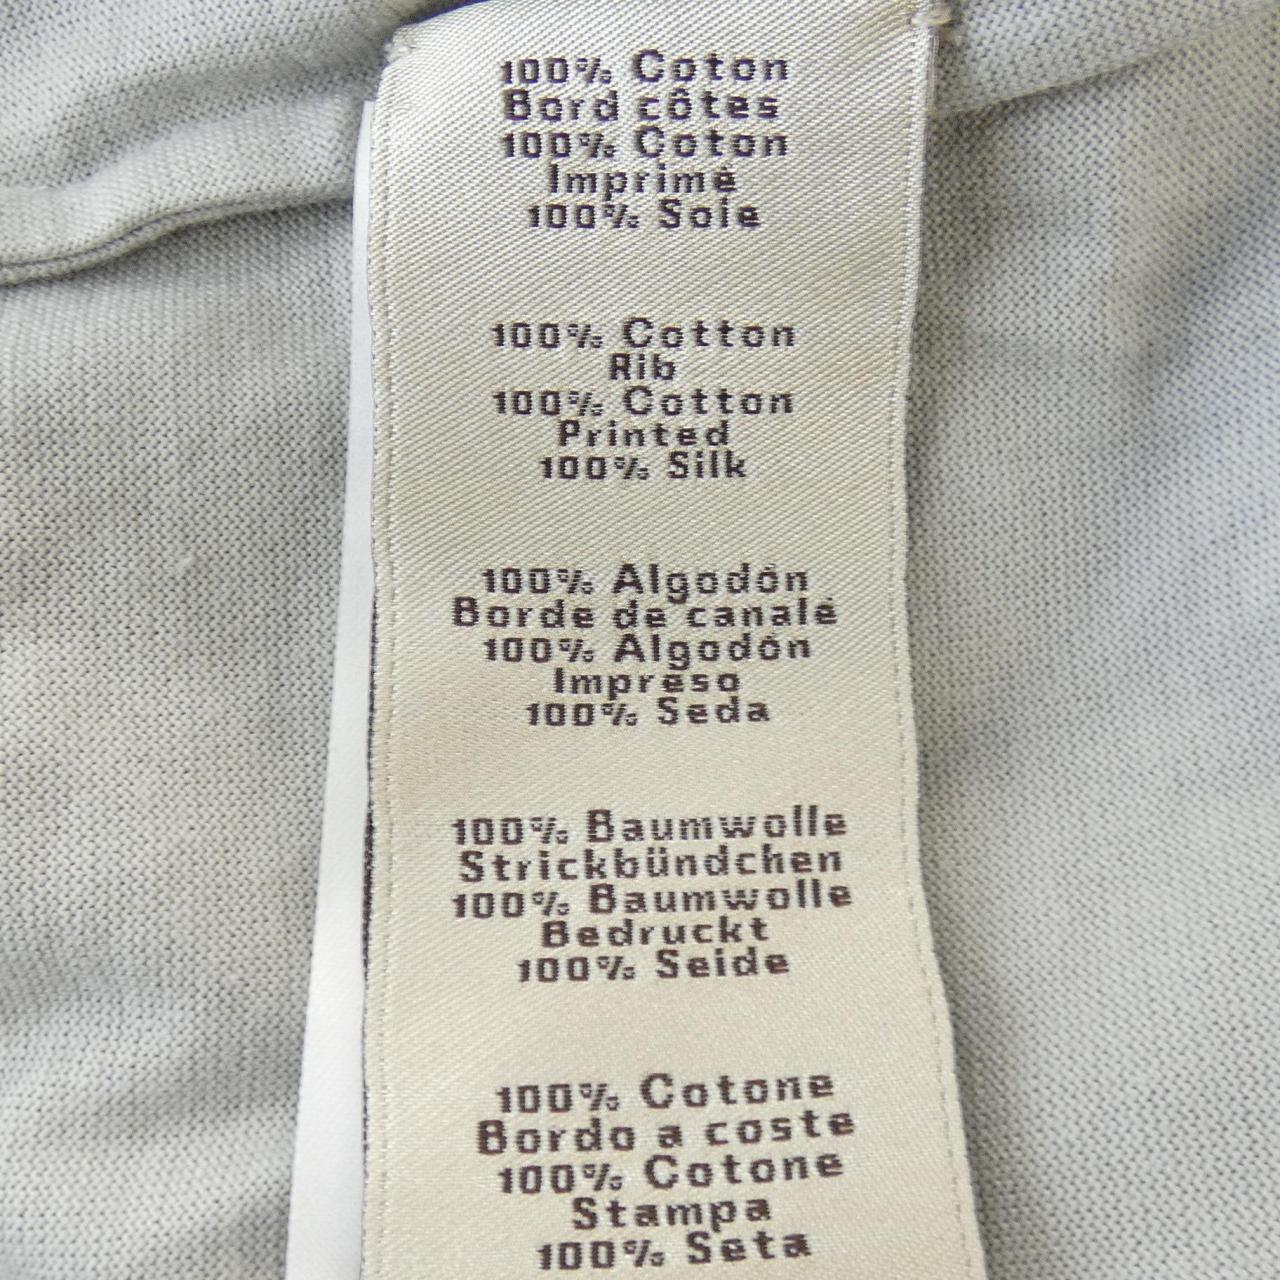 100% Coton
Bord côtes
100% Coton
Imprimé
100% Soie
100% Cotton
Rib
100% Cotton
Printed
100% Silk
100% Algodón
Borde de canalé
100% Algodón
Impreso
100% Seda
100% Baumwolle
Strickbündchen
100% Baumwolle
Bedruckt
100% Seide
100% Cotone
Bordo a coste
100% Cotone
Stampa
100% Seta